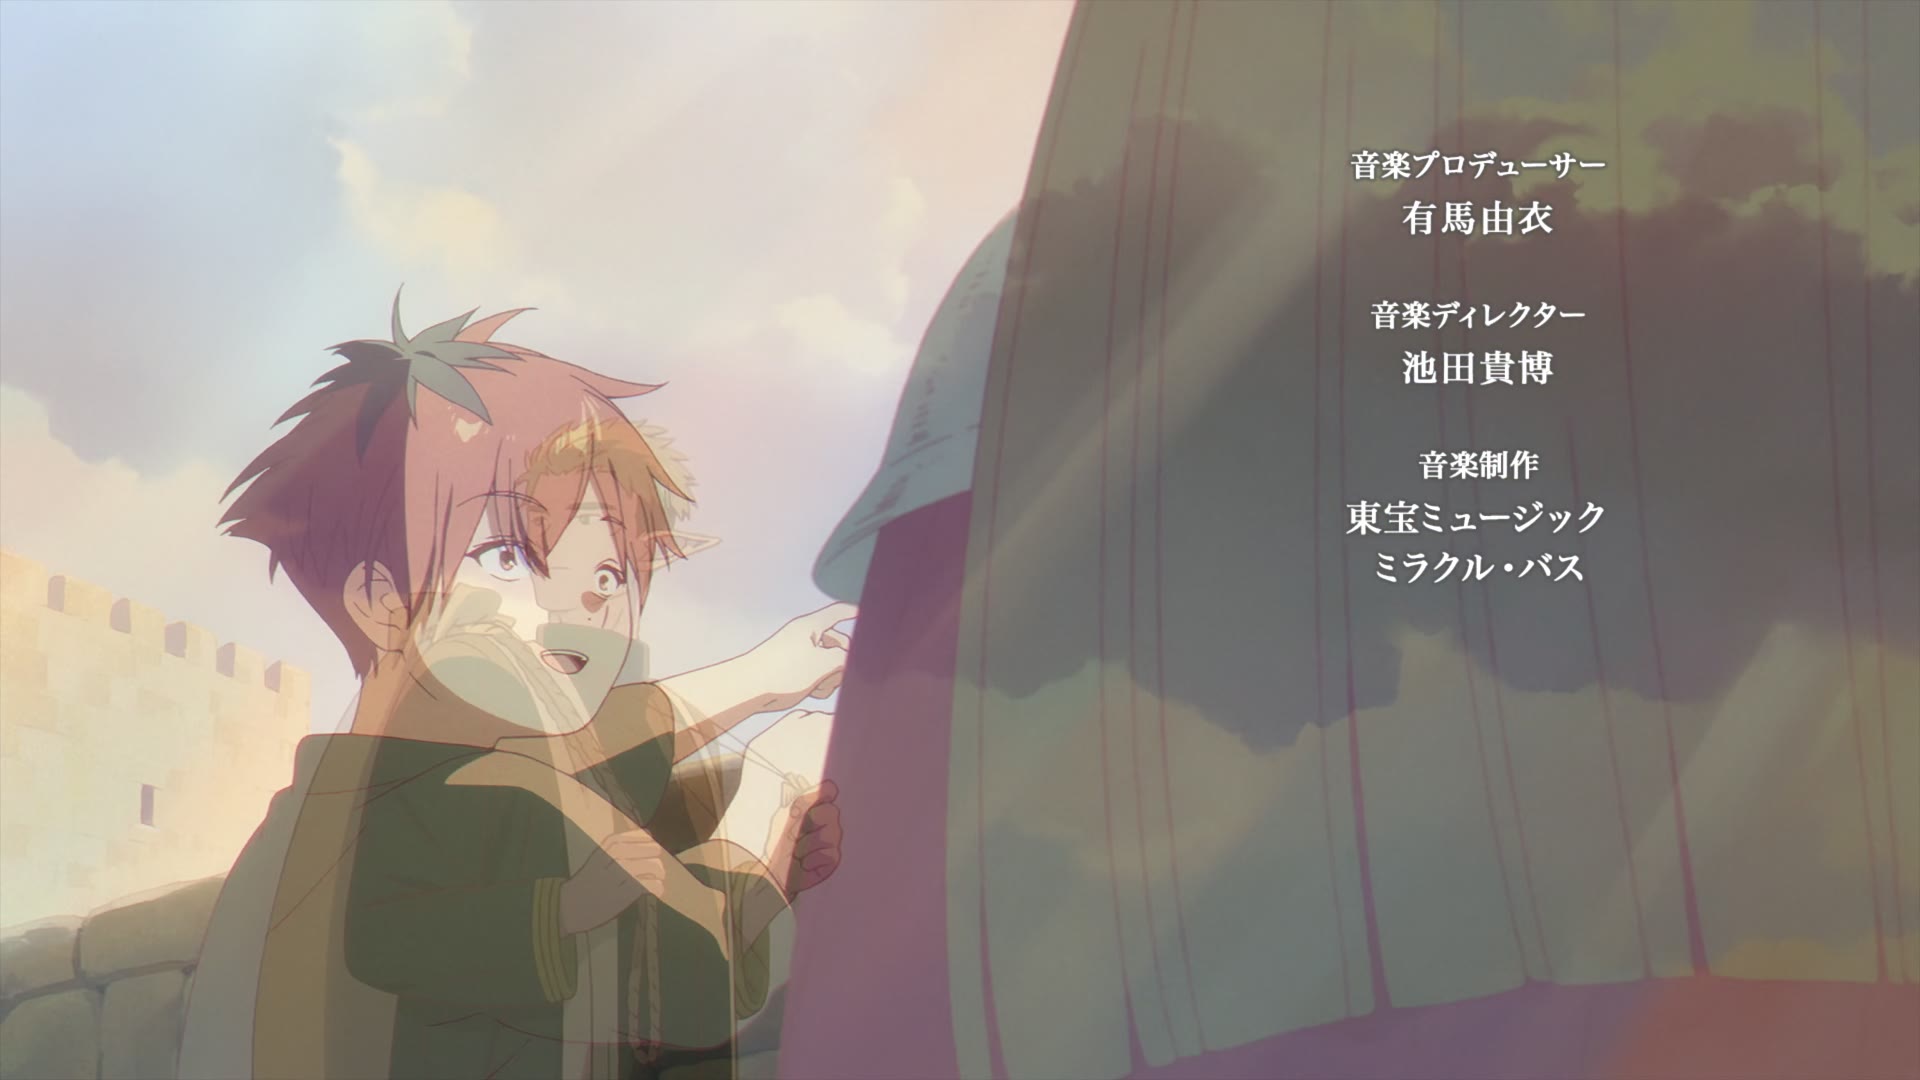 音楽プロデューサー
有馬由衣
音楽ディレクター
池田貴博
音楽制作
東宝ミュージック
ミラクル・バス